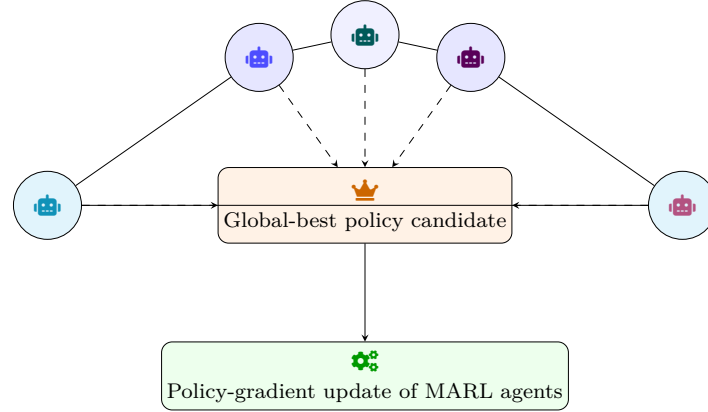 Global-best policy candidate
Policy-gradient update of MARL agents